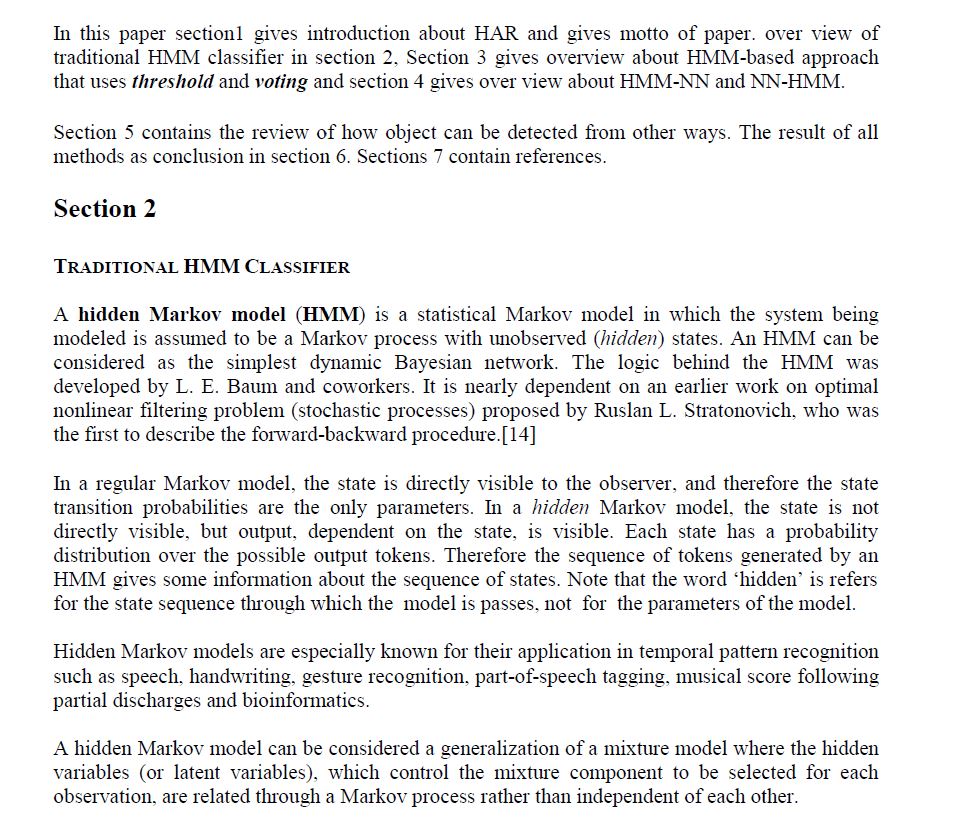 In this paper section1 gives introduction about HAR and gives motto of paper. over view of
traditional HMM classifier in section 2, Section 3 gives overview about HMM-based approach
that uses threshold and voting and section 4 gives over view about HMM-NN and NN-HMM.
Section 5 contains the review of how object can be detected from other ways. The result of all
methods as conclusion in section 6. Sections 7 contain references.
Section 2
TRADITIONAL HMM CLASSIFIER
A hidden Markov model (HMM) is a statistical Markov model in which the system being
modeled is assumed to be a Markov process with unobserved (hidden) states. An HMM can be
considered as the simplest dynamic Bayesian network. The logic behind the HMM was
developed by L. E. Baum and coworkers. It is nearly dependent on an earlier work on optimal
nonlinear filtering problem (stochastic processes) proposed by Ruslan L. Stratonovich, who was
the first to describe the forward-backward procedure.[14]
In a regular Markov model, the state is directly visible to the observer, and therefore the state
transition probabilities are the only parameters. In a hidden Markov model, the state is not
directly visible, but output, dependent on the state, is visible. Each state has a probability
distribution over the possible output tokens. Therefore the sequence of tokens generated by an
HMM gives some information about the sequence of states. Note that the word ‘hidden’ is refers
for the state sequence through which the model is passes, not for the parameters of the model.
Hidden Markov models are especially known for their application in temporal pattern recognition
such as speech, handwriting, gesture recognition, part-of-speech tagging, musical score following
partial discharges and bioinformatics.
A hidden Markov model can be considered a generalization of a mixture model where the hidden
variables (or latent variables), which control the mixture component to be selected for each
observation, are related through a Markov process rather than independent of each other.